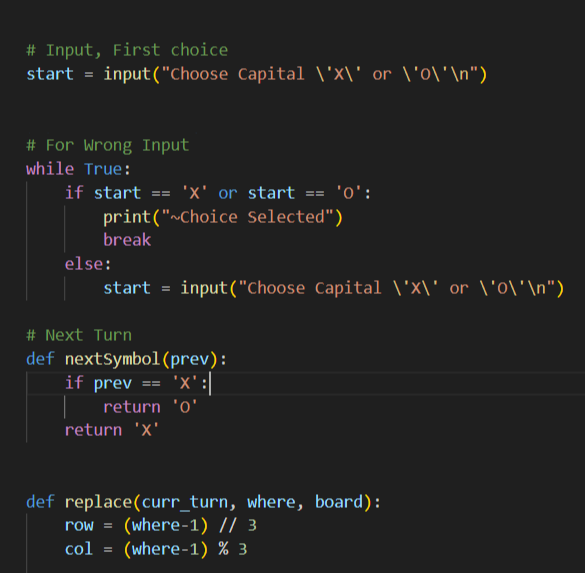 # Input, First choice
start = input("Choose Capital \'X\' or \'O\'\n")
# For Wrong Input
while True:
    if start == 'X' or start == 'O':
        print("~Choice Selected")
        break
    else:
        start = input("Choose Capital \'X\' or \'O\'\n")
# Next Turn
def nextSymbol(prev):
    if prev == 'X':
        return 'O'
    return 'X'
def replace(curr_turn, where, board):
    row = (where-1) // 3
    col = (where-1) % 3